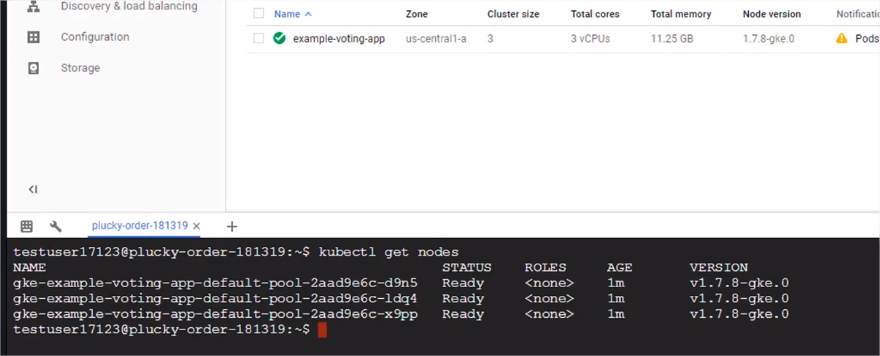 Discovery & load balancing
Configuration
Storage
Name Zone Cluster size Total cores Total memory Node version Notificatio
example-voting-app us-central1-a 3 3 vCPUs 11.25 GB 1.7.8-gke.0 Pods
plucky-order-181319
testuser17123@plucky-order-181319:~$ kubectl get nodes
NAME STATUS ROLES AGE VERSION
gke-example-voting-app-default-pool-2aad9e6c-d9n5 Ready <none> 1m v1.7.8-gke.0
gke-example-voting-app-default-pool-2aad9e6c-ldq4 Ready <none> 1m v1.7.8-gke.0
gke-example-voting-app-default-pool-2aad9e6c-x9pp Ready <none> 1m v1.7.8-gke.0
testuser17123@plucky-order-181319:~$